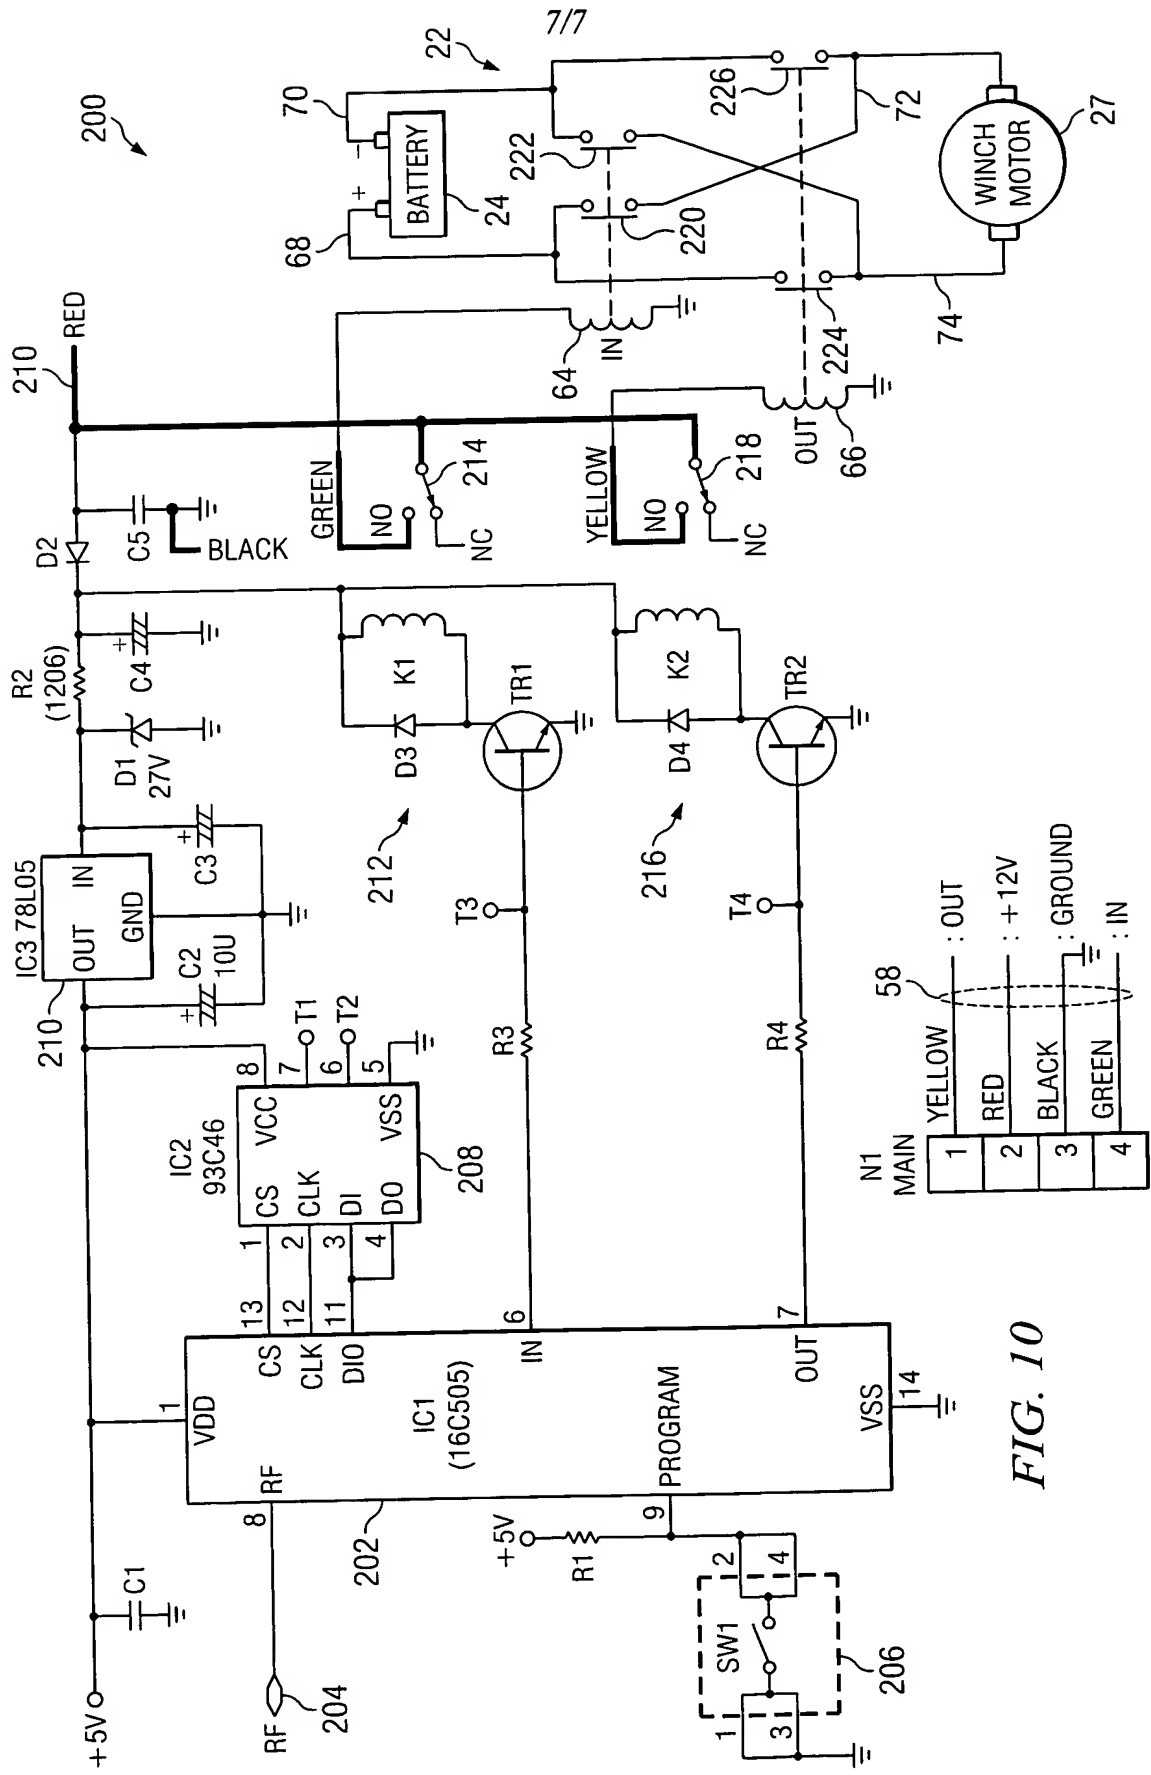 7/7
200
22
RED
210
68
70
+
−
BATTERY
24
222
220
226
72
74
224
WINCH
MOTOR
27
64
IN
OUT
66
GREEN
NO
NC
214
YELLOW
NO
NC
218
D2
C5
BLACK
R2
(1206)
+
C4
D1
27V
+
C3
IC3 78L05
IN
OUT
GND
210
+
C2
10U
K1
D3
TR1
212
T3
R3
K2
D4
TR2
216
T4
R4
IC2
93C46
VCC
8
7
T1
6
T2
5
VSS
CS
CLK
DI
DO
1
2
3
4
208
13
12
11
CS
CLK
DIO
1
VDD
IC1
(16C505)
6
IN
7
OUT
VSS
14
PROGRAM
9
RF
8
202
+5V
C1
RF
204
+5V
R1
2
4
SW1
1
3
206
N1
MAIN
1
YELLOW
: OUT
2
RED
: +12V
3
BLACK
: GROUND
4
GREEN
: IN
58
FIG. 10